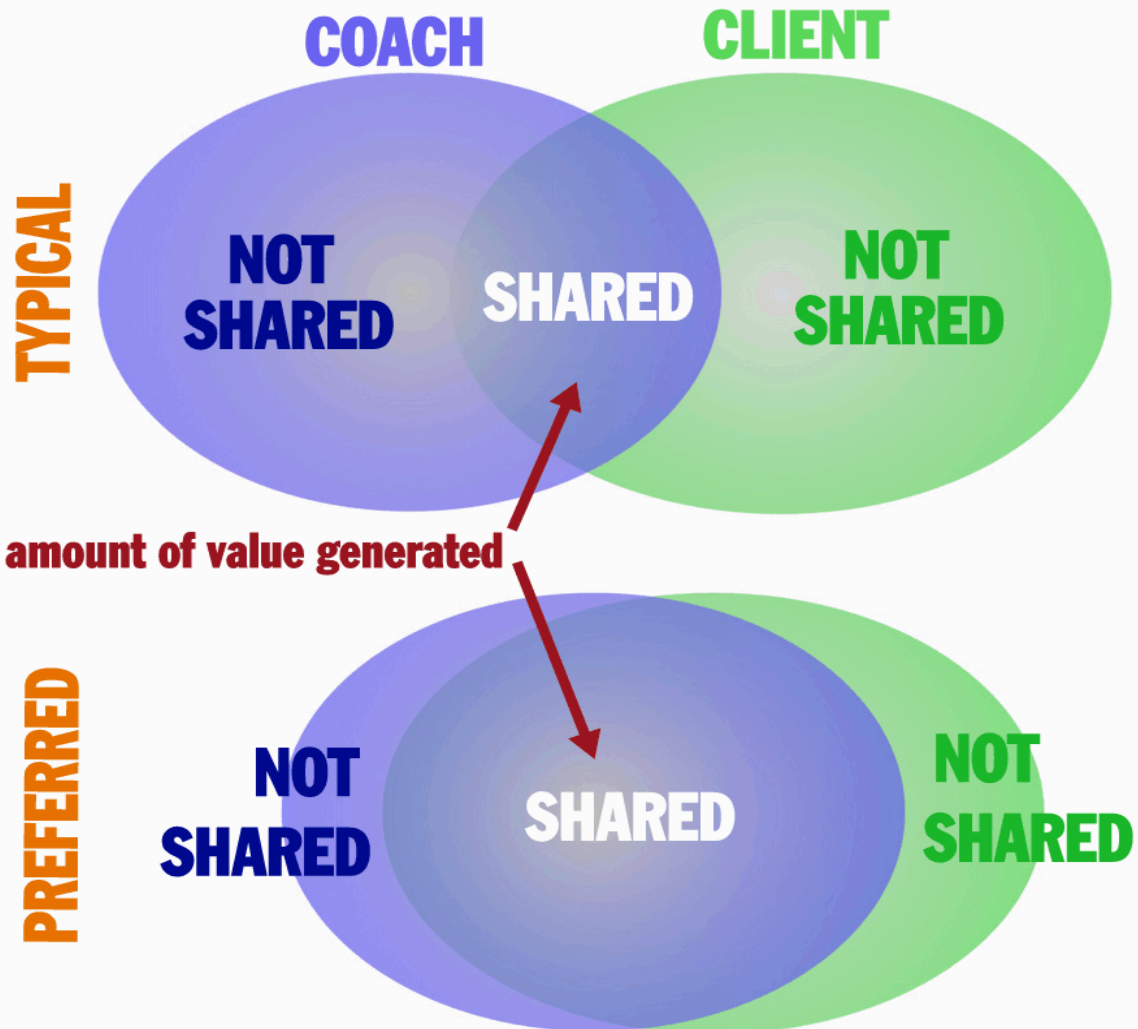 COACH
CLIENT
TYPICAL
NOT
SHARED
SHARED
NOT
SHARED
amount of value generated
PREFERRED
NOT
SHARED
SHARED
NOT
SHARED